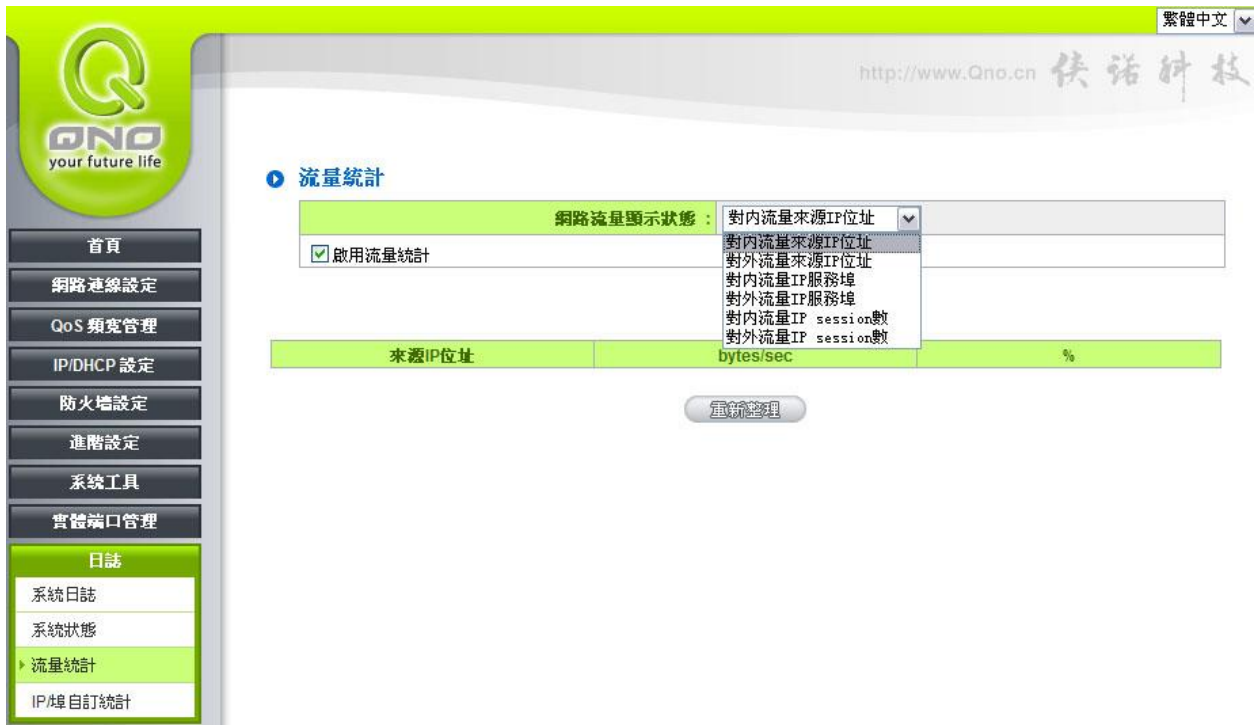 繁體中文
http://www.Qno.cn 俠諾科技
QNO
your future life
流量統計
網路流量顯示狀態 : 對内流量來源IP位址
啟用流量統計
對内流量來源IP位址
對外流量來源IP位址
對内流量IP服務埠
對外流量IP服務埠
對内流量IP session數
對外流量IP session數
來源IP位址 bytes/sec %
重新整理
首頁
網路連線設定
QoS 頻寬管理
IP/DHCP 設定
防火墻設定
進階設定
系統工具
實體端口管理
日誌
系統日誌
系統狀態
流量統計
IP/埠自訂統計